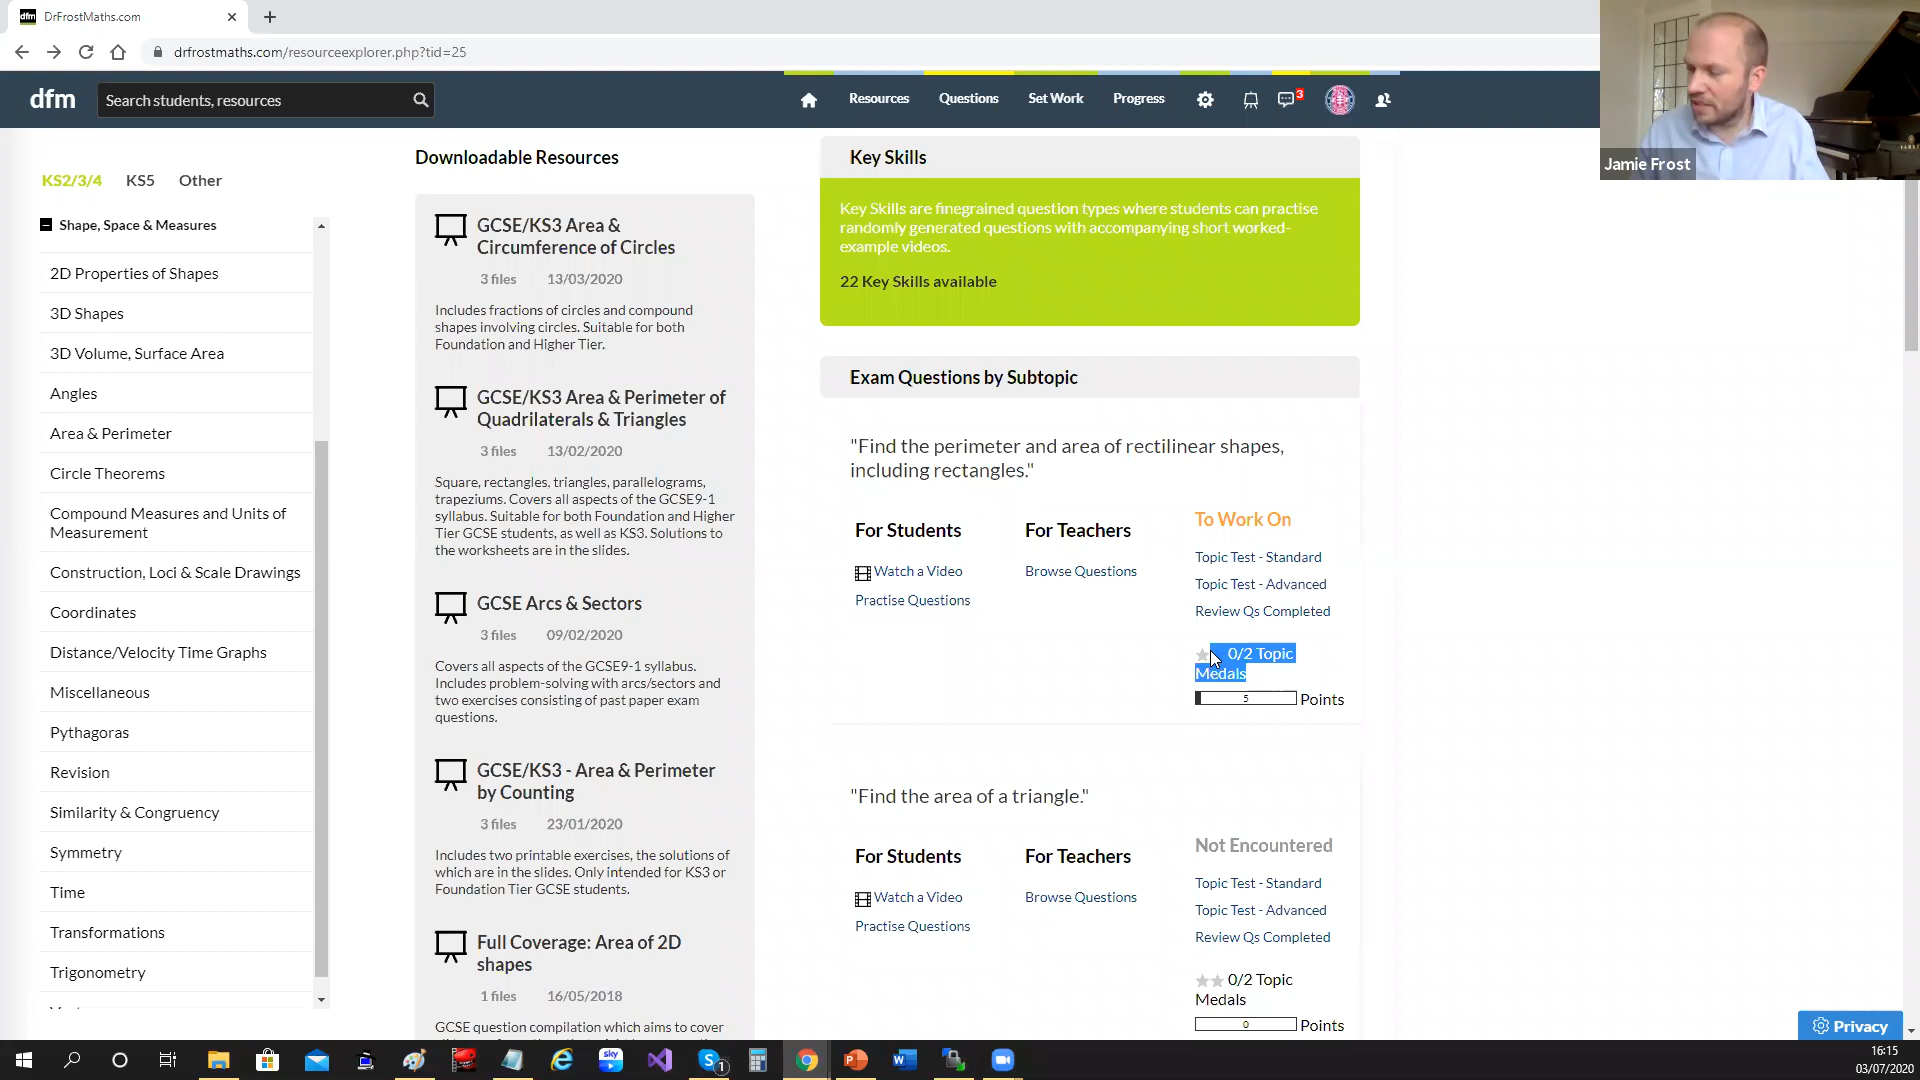 dfm DrFrostMaths.com
drfrostmaths.com/resourceexplorer.php?tid=25
dfm
Search students, resources
Resources
Questions
Set Work
Progress
3
Jamie Frost
KS2/3/4
KS5
Other
Shape, Space & Measures
2D Properties of Shapes
3D Shapes
3D Volume, Surface Area
Angles
Area & Perimeter
Circle Theorems
Compound Measures and Units of
Measurement
Construction, Loci & Scale Drawings
Coordinates
Distance/Velocity Time Graphs
Miscellaneous
Pythagoras
Revision
Similarity & Congruency
Symmetry
Time
Transformations
Trigonometry
Downloadable Resources
GCSE/KS3 Area &
Circumference of Circles
3 files 13/03/2020
Includes fractions of circles and compound
shapes involving circles. Suitable for both
Foundation and Higher Tier.
GCSE/KS3 Area & Perimeter of
Quadrilaterals & Triangles
3 files 13/02/2020
Square, rectangles, triangles, parallelograms,
trapeziums. Covers all aspects of the GCSE9-1
syllabus. Suitable for both Foundation and Higher
Tier GCSE students, as well as KS3. Solutions to
the worksheets are in the slides.
GCSE Arcs & Sectors
3 files 09/02/2020
Covers all aspects of the GCSE9-1 syllabus.
Includes problem-solving with arcs/sectors and
two exercises consisting of past paper exam
questions.
GCSE/KS3 - Area & Perimeter
by Counting
3 files 23/01/2020
Includes two printable exercises, the solutions of
which are in the slides. Only intended for KS3 or
Foundation Tier GCSE students.
Full Coverage: Area of 2D
shapes
1 files 16/05/2018
GCSE question compilation which aims to cover
Key Skills
Key Skills are finegrained question types where students can practise
randomly generated questions with accompanying short worked-
example videos.
22 Key Skills available
Exam Questions by Subtopic
"Find the perimeter and area of rectilinear shapes,
including rectangles."
For Students
Watch a Video
Practise Questions
For Teachers
Browse Questions
To Work On
Topic Test - Standard
Topic Test - Advanced
Review Qs Completed
0/2 Topic
Medals
5 Points
"Find the area of a triangle."
For Students
Watch a Video
Practise Questions
For Teachers
Browse Questions
Not Encountered
Topic Test - Standard
Topic Test - Advanced
Review Qs Completed
0/2 Topic
Medals
0 Points
Privacy
sky
1
16:15
03/07/2020